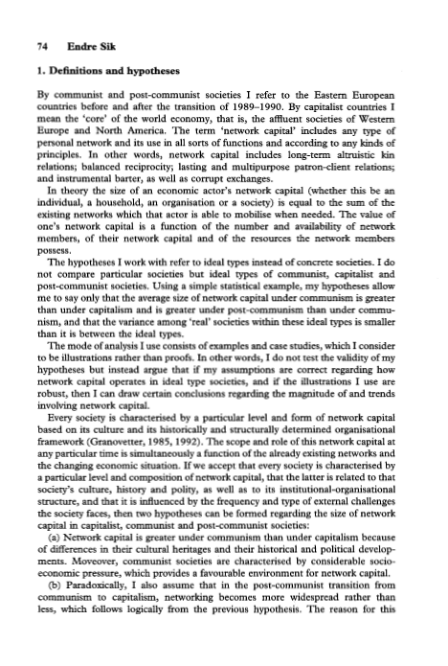 74 Endre Sik
1. Definitions and hypotheses
By communist and post-communist societies I refer to the Eastern European
countries before and after the transition of 1989–1990. By capitalist countries I
mean the ‘core’ of the world economy, that is, the affluent societies of Western
Europe and North America. The term ‘network capital’ includes any type of
personal network and its use in all sorts of functions and according to any kinds of
principles. In other words, network capital includes long-term altruistic kin
relations; balanced reciprocity; lasting and multipurpose patron-client relations;
and instrumental barter, as well as corrupt exchanges.
In theory the size of an economic actor’s network capital (whether this be an
individual, a household, an organisation or a society) is equal to the sum of the
existing networks which that actor is able to mobilise when needed. The value of
one’s network capital is a function of the number and availability of network
members, of their network capital and of the resources the network members
possess.
The hypotheses I work with refer to ideal types instead of concrete societies. I do
not compare particular societies but ideal types of communist, capitalist and
post-communist societies. Using a simple statistical example, my hypotheses allow
me to say only that the average size of network capital under communism is greater
than under capitalism and is greater under post-communism than under commu-
nism, and that the variance among ‘real’ societies within these ideal types is smaller
than it is between the ideal types.
The mode of analysis I use consists of examples and case studies, which I consider
to be illustrations rather than proofs. In other words, I do not test the validity of my
hypotheses but instead argue that if my assumptions are correct regarding how
network capital operates in ideal type societies, and if the illustrations I use are
robust, then I can draw certain conclusions regarding the magnitude of and trends
involving network capital.
Every society is characterised by a particular level and form of network capital
based on its culture and its historically and structurally determined organisational
framework (Granovetter, 1985, 1992). The scope and role of this network capital at
any particular time is simultaneously a function of the already existing networks and
the changing economic situation. If we accept that every society is characterised by
a particular level and composition of network capital, that the latter is related to that
society’s culture, history and polity, as well as to its institutional-organisational
structure, and that it is influenced by the frequency and type of external challenges
the society faces, then two hypotheses can be formed regarding the size of network
capital in capitalist, communist and post-communist societies:
(a) Network capital is greater under communism than under capitalism because
of differences in their cultural heritages and their historical and political develop-
ments. Moreover, communist societies are characterised by considerable socio-
economic pressure, which provides a favourable environment for network capital.
(b) Paradoxically, I also assume that in the post-communist transition from
communism to capitalism, networking becomes more widespread rather than
less, which follows logically from the previous hypothesis. The reason for this